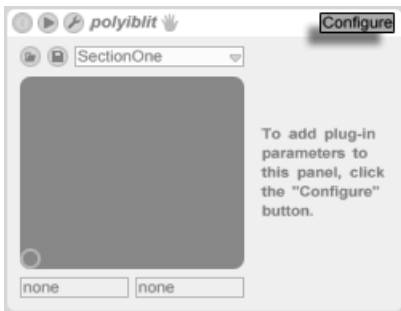 polyiblit
Configure
SectionOne
To add plug-in
parameters to
this panel, click
the "Configure"
button.
none
none